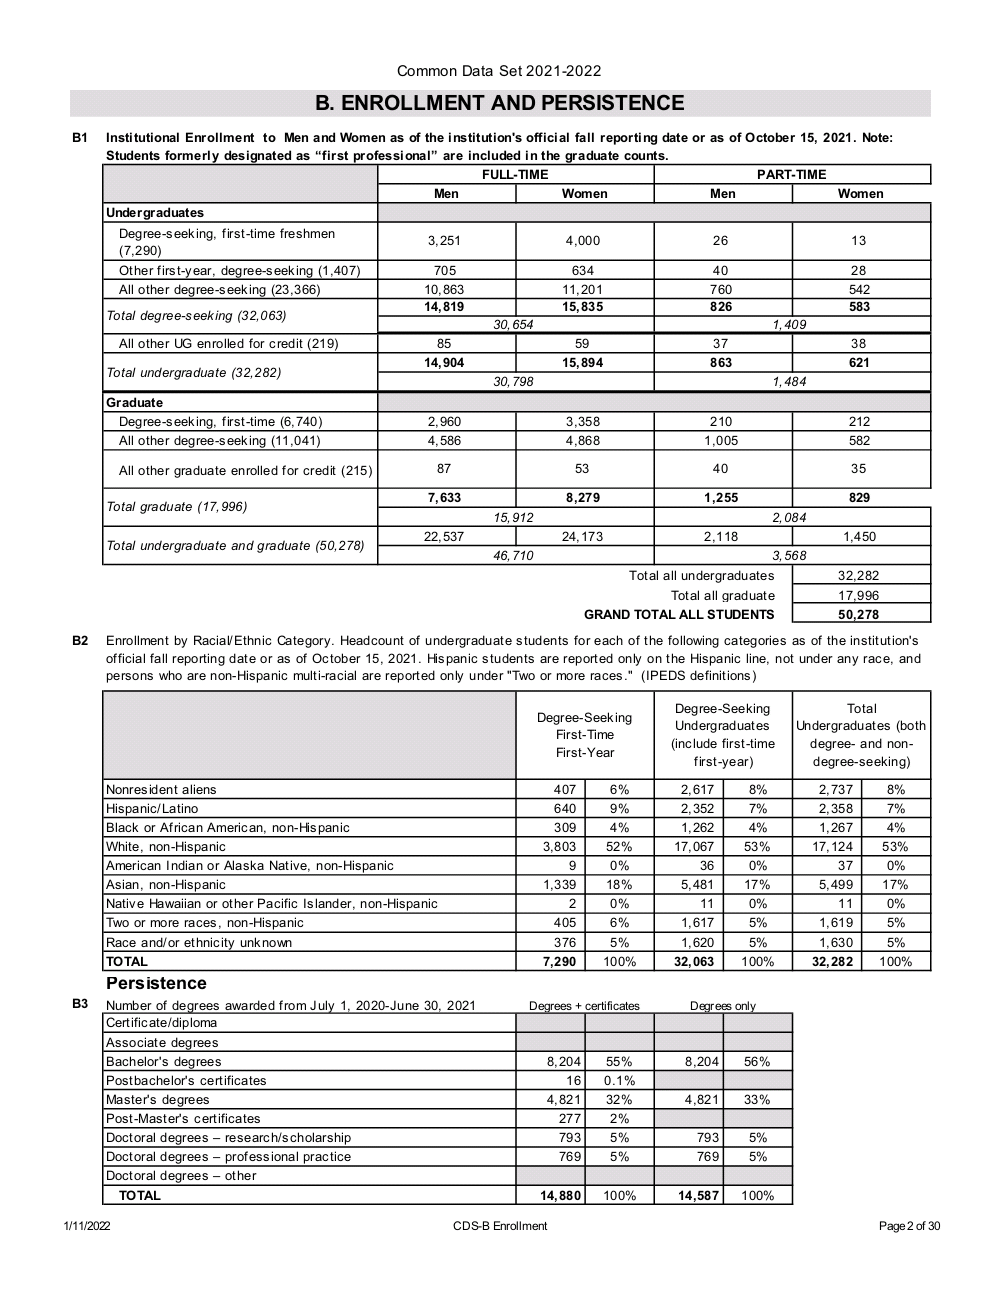 Common Data Set 2021-2022
B. ENROLLMENT AND PERSISTENCE
B1 Institutional Enrollment to Men and Women as of the institution's official fall reporting date or as of October 15, 2021. Note:
Students formerly designated as “first professional” are included in the graduate counts.
FULL-TIME PART-TIME
Men Women Men Women
Undergraduates
Degree-seeking, first-time freshmen
(7,290) 3,251 4,000 26 13
Other first-year, degree-seeking (1,407) 705 634 40 28
All other degree-seeking (23,366) 10,863 11,201 760 542
Total degree-seeking (32,063) 14,819 15,835 826 583
30,654 1,409
All other UG enrolled for credit (219) 85 59 37 38
Total undergraduate (32,282) 14,904 15,894 863 621
30,798 1,484
Graduate
Degree-seeking, first-time (6,740) 2,960 3,358 210 212
All other degree-seeking (11,041) 4,586 4,868 1,005 582
All other graduate enrolled for credit (215) 87 53 40 35
Total graduate (17,996) 7,633 8,279 1,255 829
15,912 2,084
Total undergraduate and graduate (50,278) 22,537 24,173 2,118 1,450
46,710 3,568
Total all undergraduates 32,282
Total all graduate 17,996
GRAND TOTAL ALL STUDENTS 50,278
B2 Enrollment by Racial/Ethnic Category. Headcount of undergraduate students for each of the following categories as of the institution's
official fall reporting date or as of October 15, 2021. Hispanic students are reported only on the Hispanic line, not under any race, and
persons who are non-Hispanic multi-racial are reported only under "Two or more races." (IPEDS definitions)
Degree-Seeking
First-Time
First-Year
Degree-Seeking
Undergraduates
(include first-time
first-year)
Total
Undergraduates (both
degree- and non-
degree-seeking)
Nonresident aliens 407 6% 2,617 8% 2,737 8%
Hispanic/Latino 640 9% 2,352 7% 2,358 7%
Black or African American, non-Hispanic 309 4% 1,262 4% 1,267 4%
White, non-Hispanic 3,803 52% 17,067 53% 17,124 53%
American Indian or Alaska Native, non-Hispanic 9 0% 36 0% 37 0%
Asian, non-Hispanic 1,339 18% 5,481 17% 5,499 17%
Native Hawaiian or other Pacific Islander, non-Hispanic 2 0% 11 0% 11 0%
Two or more races, non-Hispanic 405 6% 1,617 5% 1,619 5%
Race and/or ethnicity unknown 376 5% 1,620 5% 1,630 5%
TOTAL 7,290 100% 32,063 100% 32,282 100%
Persistence
B3 Number of degrees awarded from July 1, 2020-June 30, 2021 Degrees + certificates Degrees only
Certificate/diploma
Associate degrees
Bachelor's degrees 8,204 55% 8,204 56%
Postbachelor's certificates 16 0.1%
Master's degrees 4,821 32% 4,821 33%
Post-Master's certificates 277 2%
Doctoral degrees – research/scholarship 793 5% 793 5%
Doctoral degrees – professional practice 769 5% 769 5%
Doctoral degrees – other
TOTAL 14,880 100% 14,587 100%
1/11/2022 CDS-B Enrollment Page 2 of 30